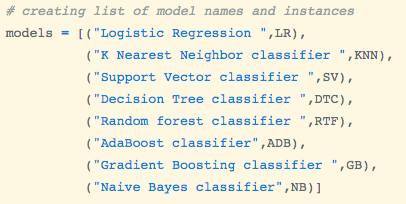 # creating list of model names and instances
models = [("Logistic Regression ",LR),
("K Nearest Neighbor classifier ",KNN),
("Support Vector classifier ",SV),
("Decision Tree classifier ",DTC),
("Random forest classifier ",RTF),
("AdaBoost classifier",ADB),
("Gradient Boosting classifier ",GB),
("Naive Bayes classifier",NB)]